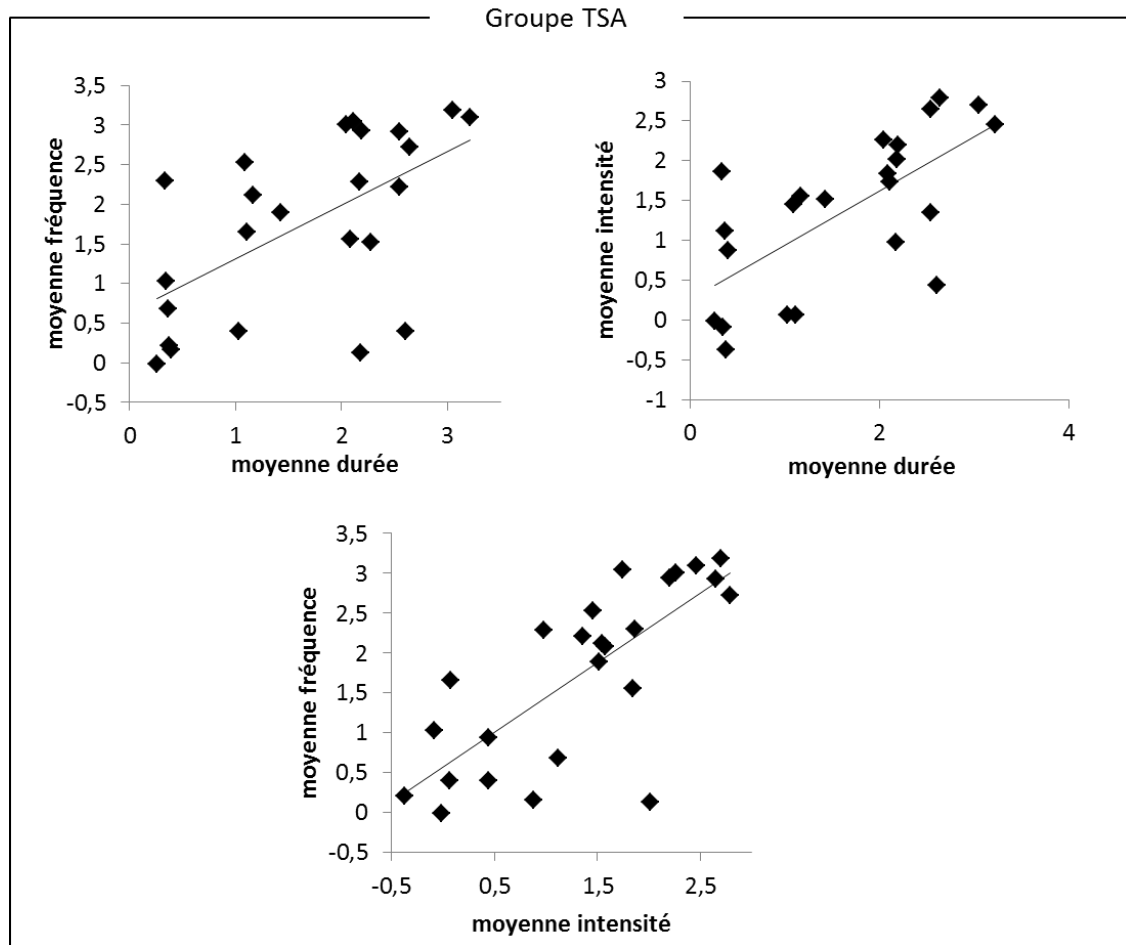 Groupe TSA
moyenne fréquence
3,5
3
2,5
2
1,5
1
0,5
0
-0,5
0 1 2 3
moyenne durée
moyenne intensité
3
2,5
2
1,5
1
0,5
0
-0,5
-1
0 2 4
moyenne durée
moyenne fréquence
3,5
3
2,5
2
1,5
1
0,5
0
-0,5
-0,5 0,5 1,5 2,5
moyenne intensité